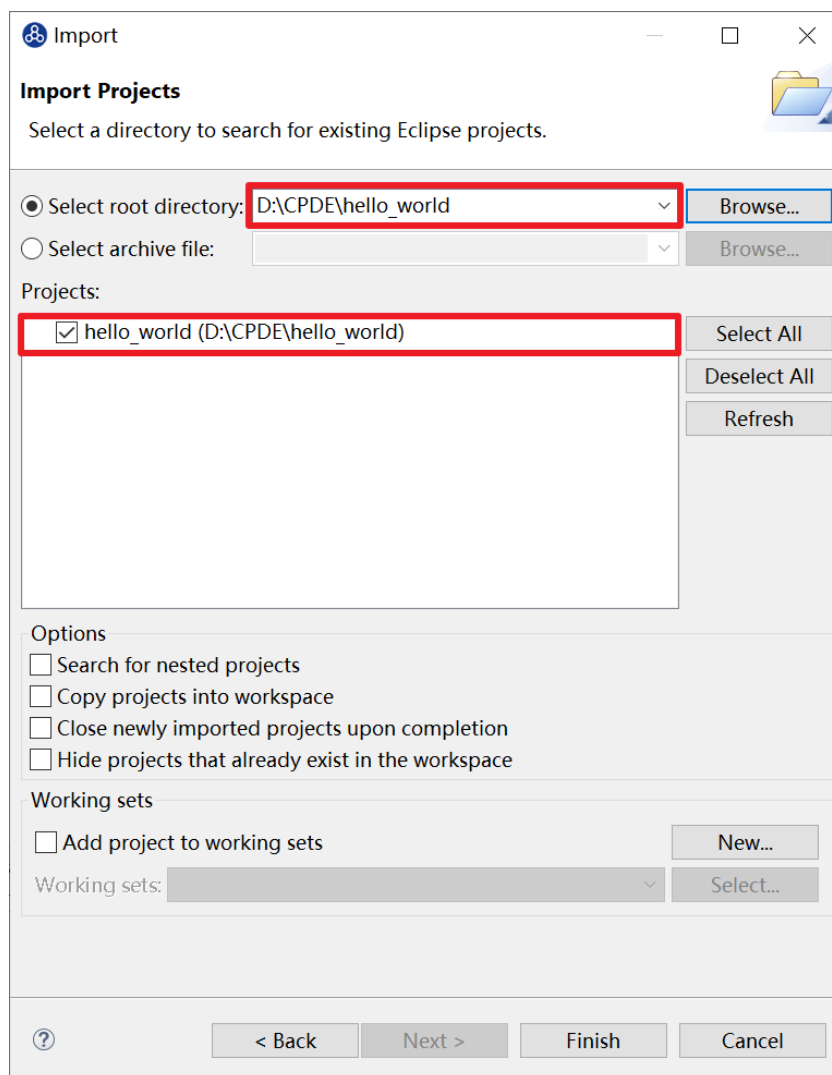 Import
Import Projects
Select a directory to search for existing Eclipse projects.
Select root directory: D:\CPDE\hello_world Browse...
Select archive file: Browse...
Projects:
hello_world (D:\CPDE\hello_world)
Select All
Deselect All
Refresh
Options
Search for nested projects
Copy projects into workspace
Close newly imported projects upon completion
Hide projects that already exist in the workspace
Working sets
Add project to working sets New...
Working sets: Select...
? < Back Next > Finish Cancel